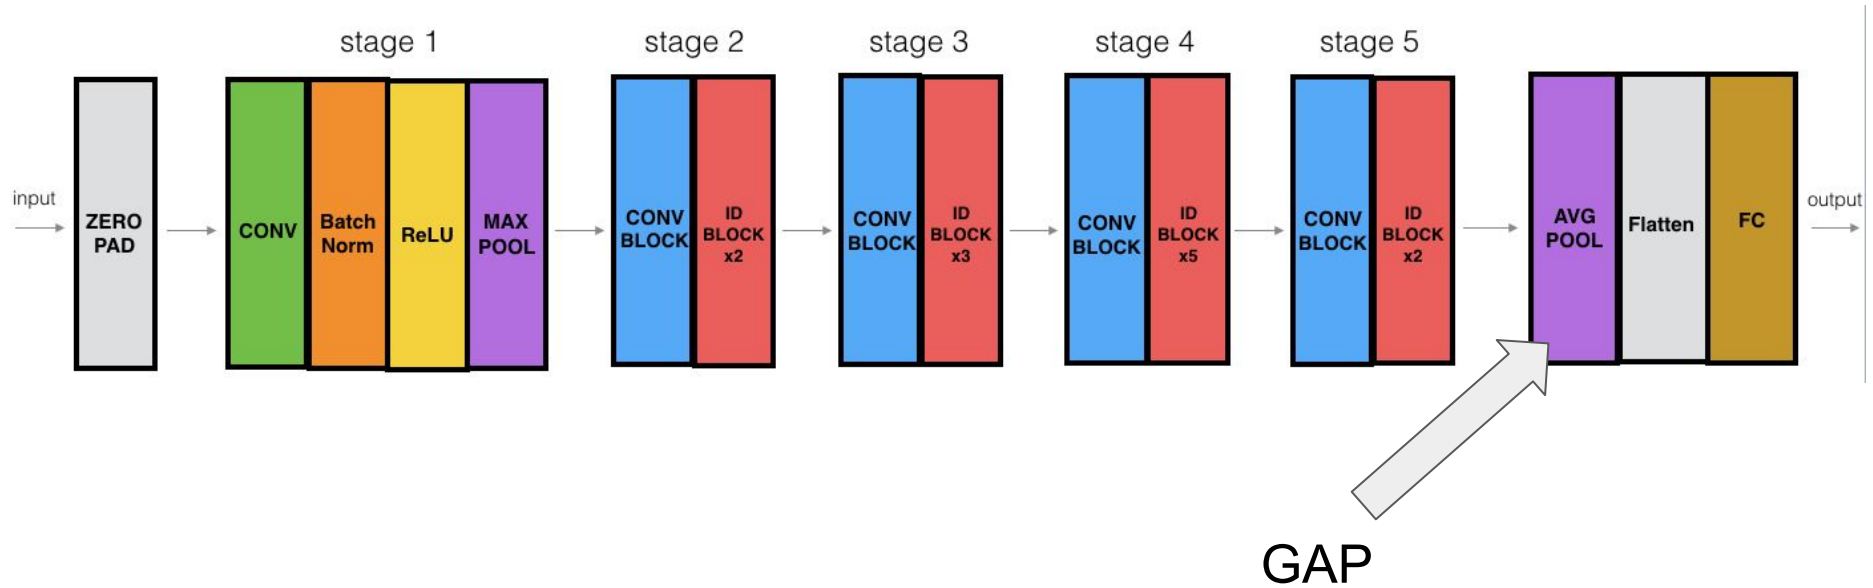 stage 1
stage 2
stage 3
stage 4
stage 5
input
ZERO
PAD
CONV
Batch
Norm
ReLU
MAX
POOL
CONV
BLOCK
ID
BLOCK
x2
CONV
BLOCK
ID
BLOCK
x3
CONV
BLOCK
ID
BLOCK
x5
CONV
BLOCK
ID
BLOCK
x2
AVG
POOL
Flatten
FC
output
GAP